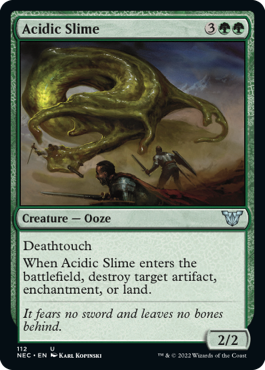 Acidic Slime 3
Creature — Ooze
Deathtouch
When Acidic Slime enters the
battlefield, destroy target artifact,
enchantment, or land.
It fears no sword and leaves no bones
behind.
2/2
112 U
NEC • EN Karl Kopinski
™ & © 2022 Wizards of the Coast